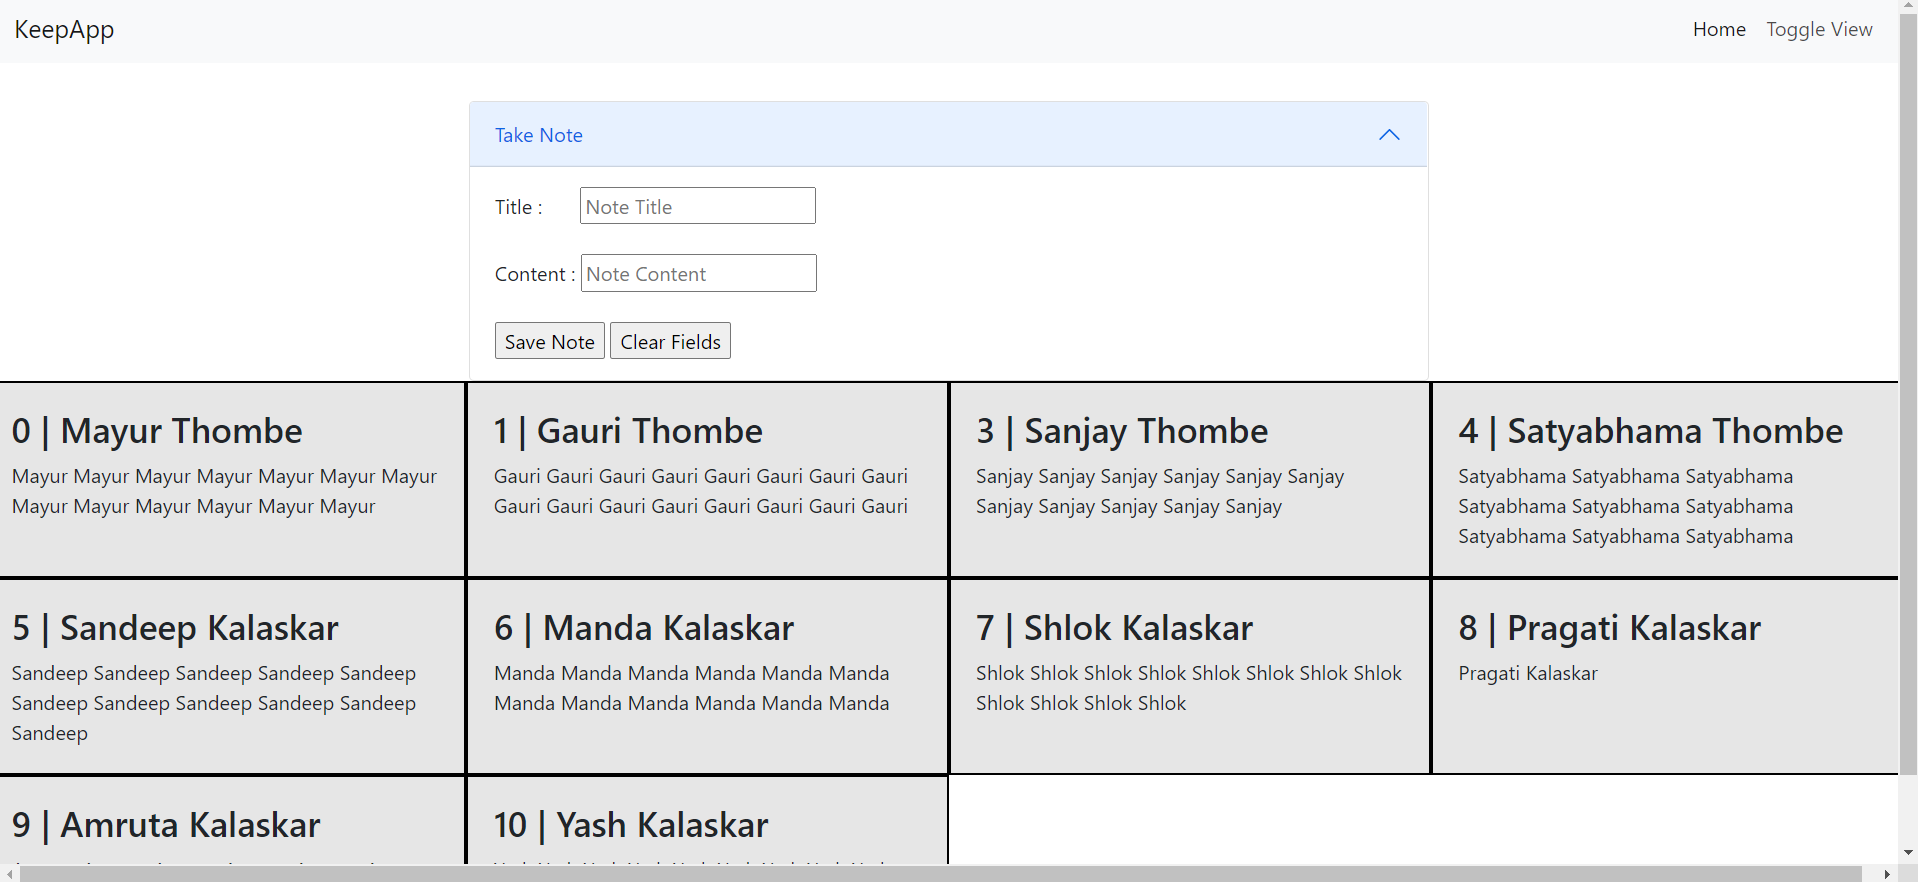 KeepApp
Home Toggle View
Take Note
Title : Note Title
Content : Note Content
Save Note Clear Fields
0 | Mayur Thombe
Mayur Mayur Mayur Mayur Mayur Mayur Mayur
Mayur Mayur Mayur Mayur Mayur Mayur
1 | Gauri Thombe
Gauri Gauri Gauri Gauri Gauri Gauri Gauri Gauri
Gauri Gauri Gauri Gauri Gauri Gauri Gauri Gauri
3 | Sanjay Thombe
Sanjay Sanjay Sanjay Sanjay Sanjay Sanjay
Sanjay Sanjay Sanjay Sanjay Sanjay
4 | Satyabhama Thombe
Satyabhama Satyabhama Satyabhama
Satyabhama Satyabhama Satyabhama
Satyabhama Satyabhama Satyabhama
5 | Sandeep Kalaskar
Sandeep Sandeep Sandeep Sandeep Sandeep
Sandeep Sandeep Sandeep Sandeep Sandeep
Sandeep
6 | Manda Kalaskar
Manda Manda Manda Manda Manda Manda
Manda Manda Manda Manda Manda Manda
7 | Shlok Kalaskar
Shlok Shlok Shlok Shlok Shlok Shlok Shlok Shlok
Shlok Shlok Shlok Shlok
8 | Pragati Kalaskar
Pragati Kalaskar
9 | Amruta Kalaskar
10 | Yash Kalaskar